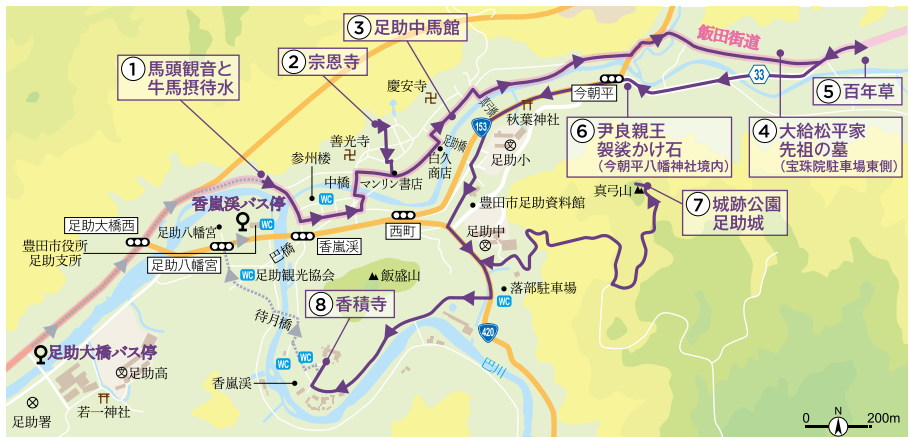 ① 馬頭観音と
牛馬摂待水
② 宗恩寺
③ 足助中馬館
飯田街道
33
⑤ 百年草
④ 大給松平家
先祖の墓
(宝珠院駐車場東側)
⑥ 尹良親王
袈裟かけ石
(今朝平八幡神社境内)
今朝平
慶安寺
弓橋
秋葉神社
153
足助小
善光寺
足助橋
白久
商店
マンリン書店
参州楼
中橋
WC
真弓山
⑦ 城跡公園
足助城
豊田市足助資料館
足助中
西町
香嵐渓
巴橋
香嵐渓バス停
WC
足助八幡宮
足助大橋西
豊田市役所
足助支所
足助八幡宮
WC
足助観光協会
飯盛山
落部駐車場
WC
⑧ 香積寺
待月橋
420
巴川
WC
WC
香嵐渓
足助大橋バス停
足助高
若一神社
足助署
0 N 200m